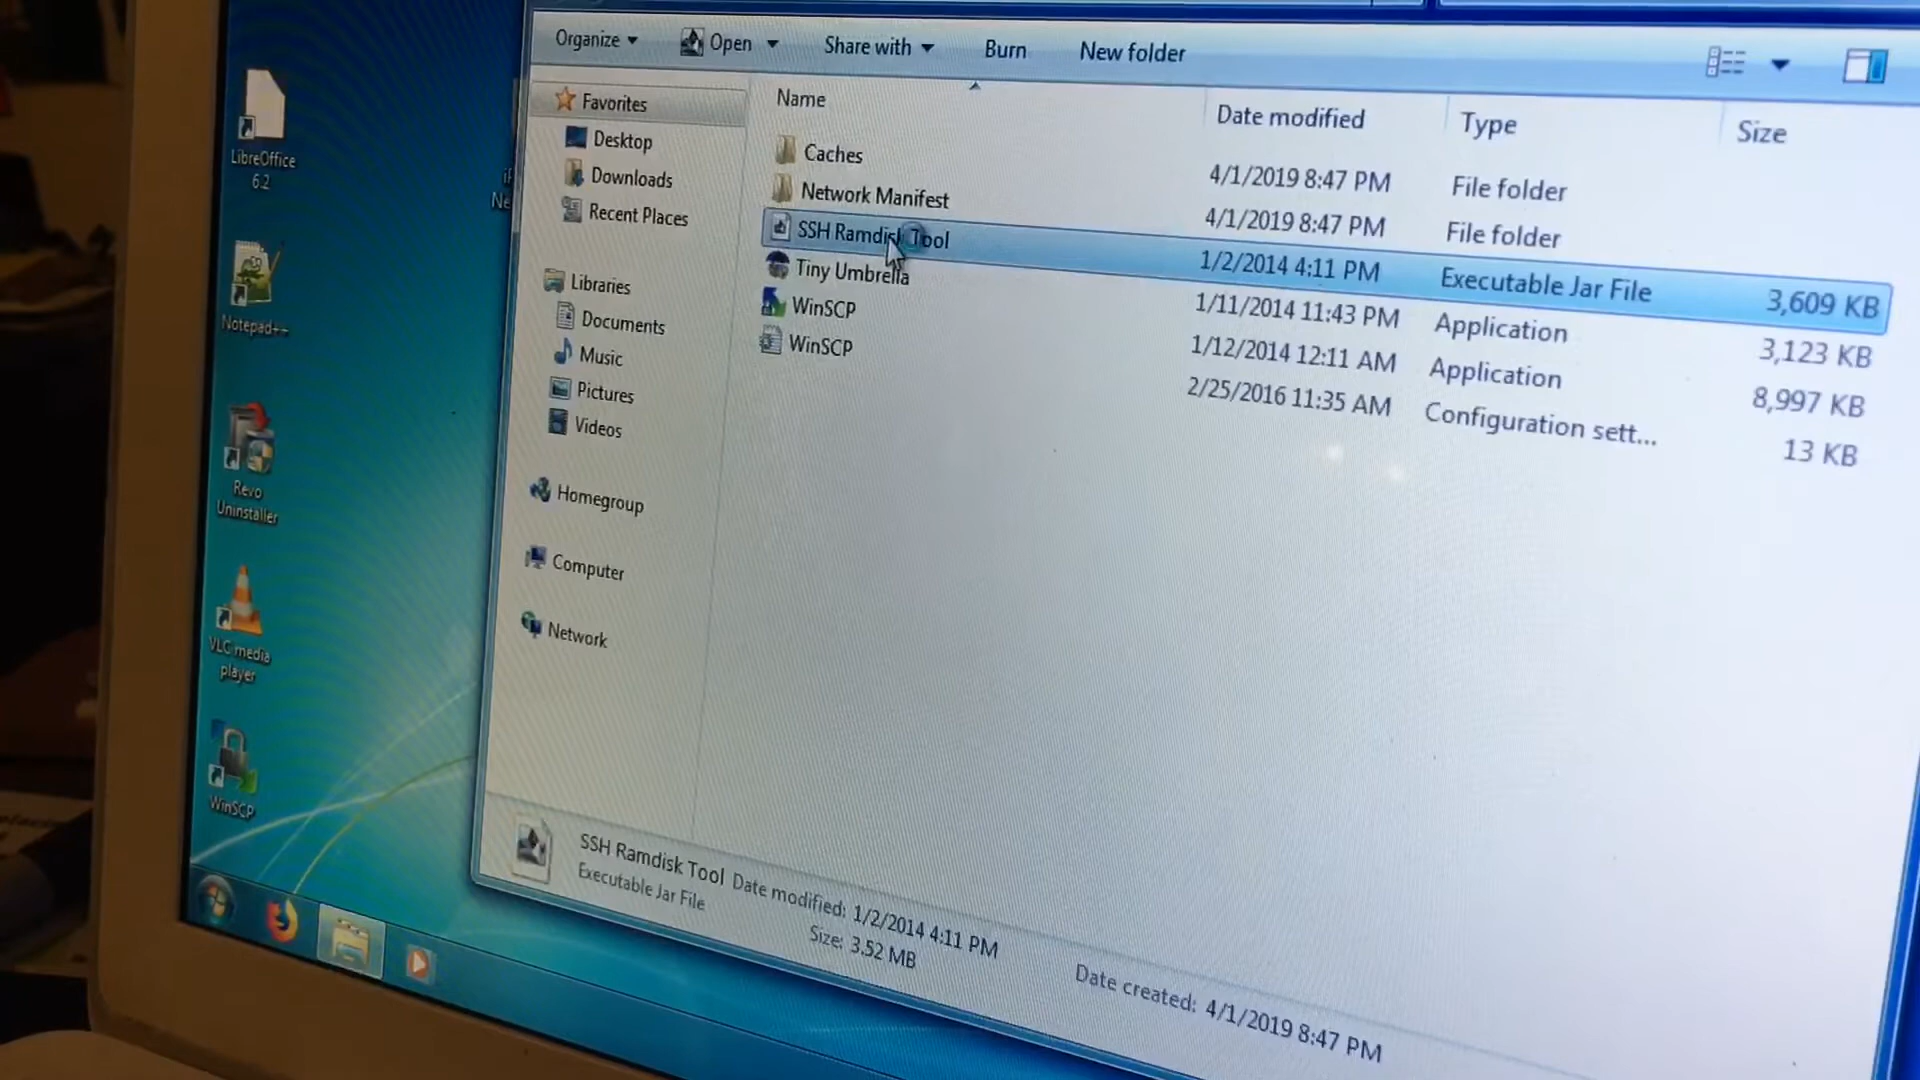 Organize Open Share with Burn New folder
Name Date modified Type Size
Caches 4/1/2019 8:47 PM File folder
Network Manifest 4/1/2019 8:47 PM File folder
SSH Ramdisk Tool 1/2/2014 4:11 PM Executable Jar File 3,609 KB
Tiny Umbrella 1/11/2014 11:43 PM Application 3,123 KB
WinSCP 1/12/2014 12:11 AM Application 8,997 KB
WinSCP 2/25/2016 11:35 AM Configuration sett... 13 KB
Favorites
Desktop
Downloads
Recent Places
Libraries
Documents
Music
Pictures
Videos
Homegroup
Computer
Network
SSH Ramdisk Tool Date modified: 1/2/2014 4:11 PM
Executable Jar File
Size: 3.52 MB
Date created: 4/1/2019 8:47 PM
LibreOffice
6.2
Notepad++
Revo
Uninstaller
VLC media
player
WinSCP